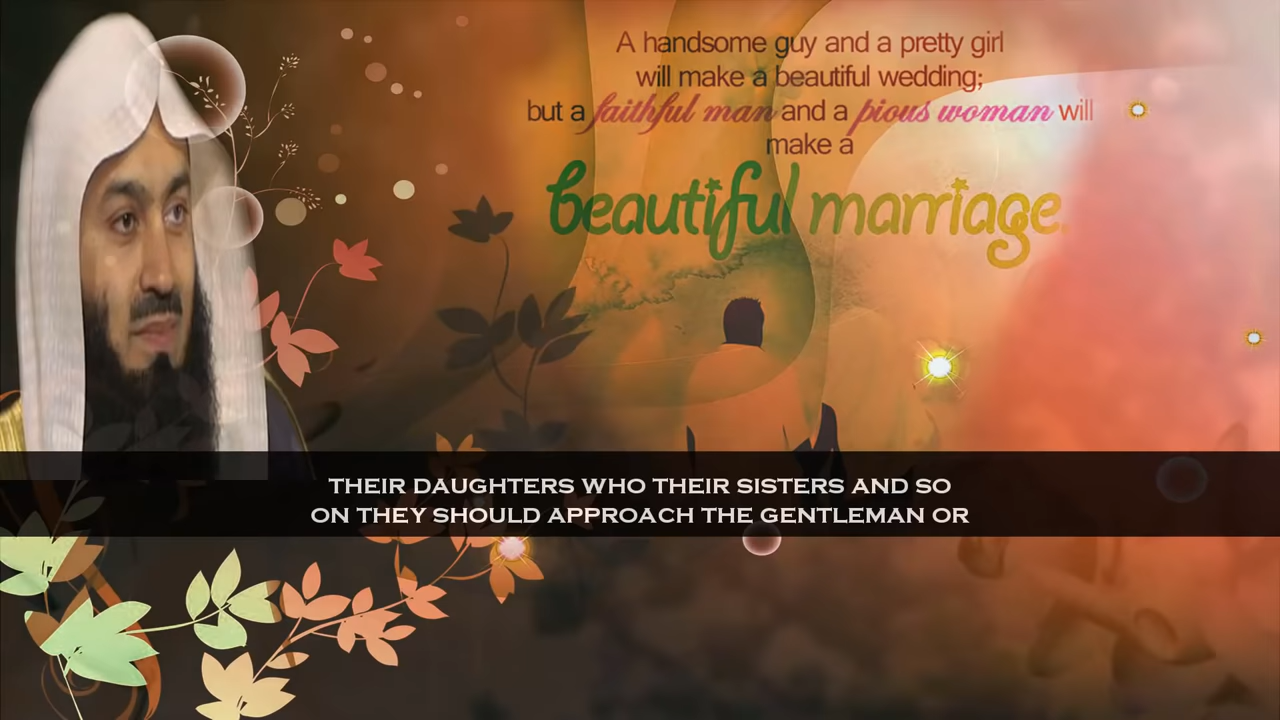 A handsome guy and a pretty girl
will make a beautiful wedding;
but a faithful man and a pious woman will
make a
beautiful marriage.
THEIR DAUGHTERS WHO THEIR SISTERS AND SO
ON THEY SHOULD APPROACH THE GENTLEMAN OR